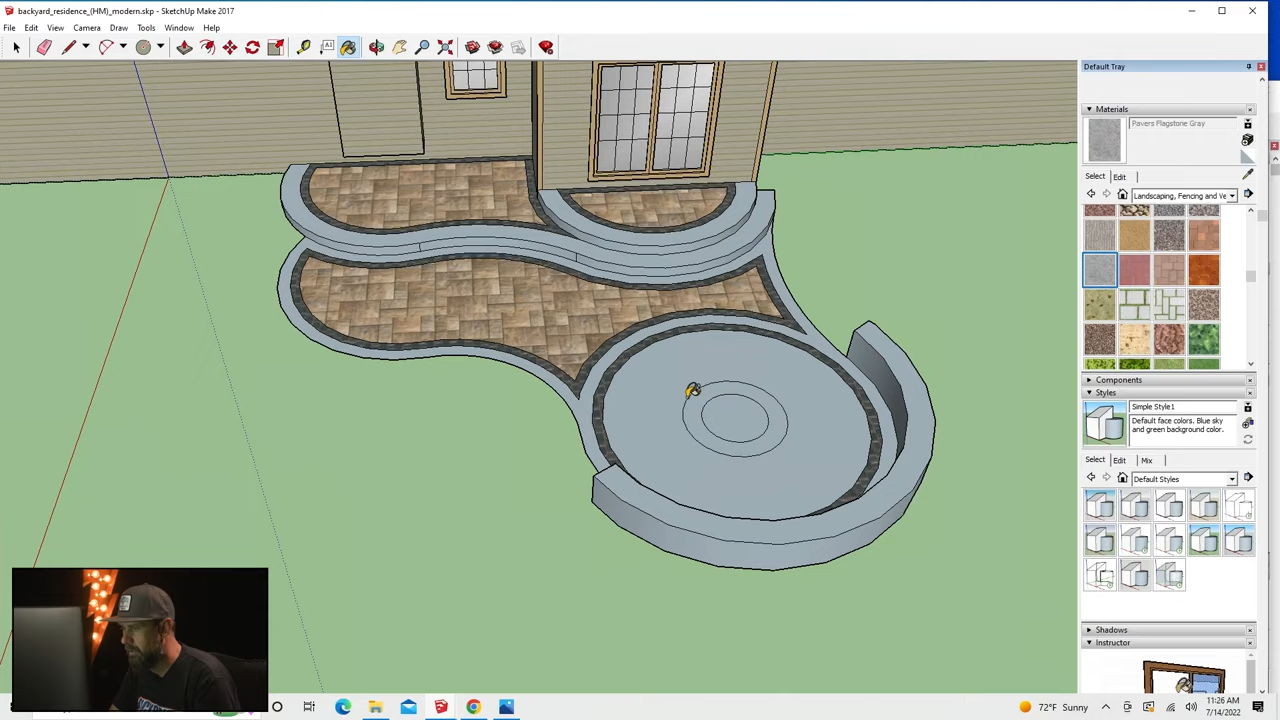 backyard_residence_(HM)_modern.skp - SketchUp Make 2017
File Edit View Camera Draw Tools Window Help
A1
Default Tray
Materials
Pavers Flagstone Gray
Select Edit
Landscaping, Fencing and Ve
Components
Styles
Simple Style1
Default face colors. Blue sky
and green background color.
Select Edit Mix
Default Styles
Shadows
Instructor
72°F Sunny
11:26 AM
7/14/2022